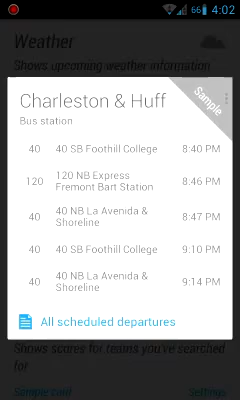 66 4:02
Weather
Shows upcoming weather information
Sample
Charleston & Huff
Bus station
40 40 SB Foothill College 8:40 PM
120 120 NB Express Fremont Bart Station 8:46 PM
40 40 NB La Avenida & Shoreline 8:47 PM
40 40 SB Foothill College 9:10 PM
40 40 NB La Avenida & Shoreline 9:14 PM
All scheduled departures
Shows scores for teams you've searched
for
Sample card Settings